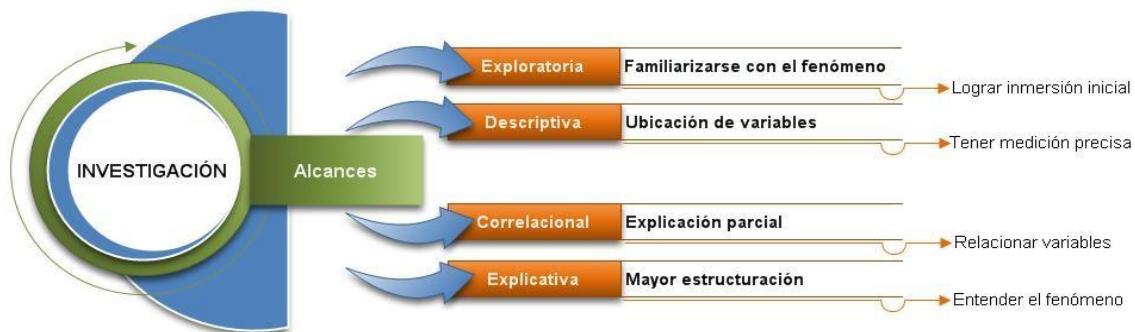 INVESTIGACIÓN
Alcances
Exploratoria
Familiarizarse con el fenómeno
Lograr inmersión inicial
Descriptiva
Ubicación de variables
Tener medición precisa
Correlacional
Explicación parcial
Relacionar variables
Explicativa
Mayor estructuración
Entender el fenómeno